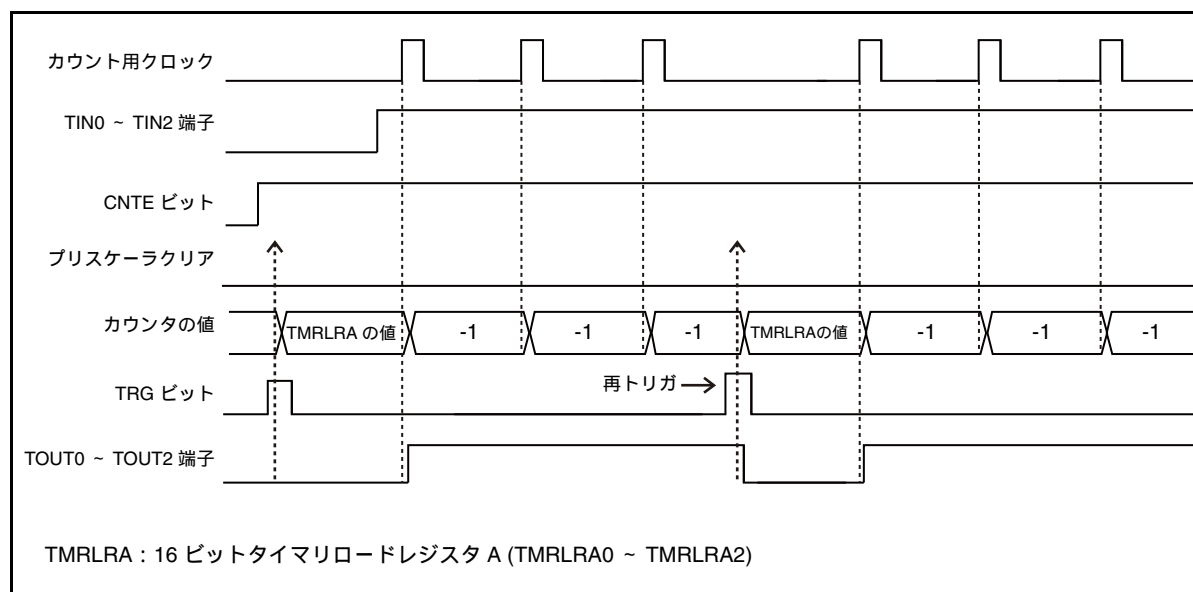 カウント用クロック
TIN0 ~ TIN2 端子
CNTE ビット
プリスケーラクリア
カウンタの値
TMRLRA の値
-1
-1
-1
TMRLRAの値
-1
-1
-1
TRG ビット
再トリガ
TOUT0 ~ TOUT2 端子
TMRLRA : 16 ビットタイマリロードレジスタ A (TMRLRA0 ~ TMRLRA2)